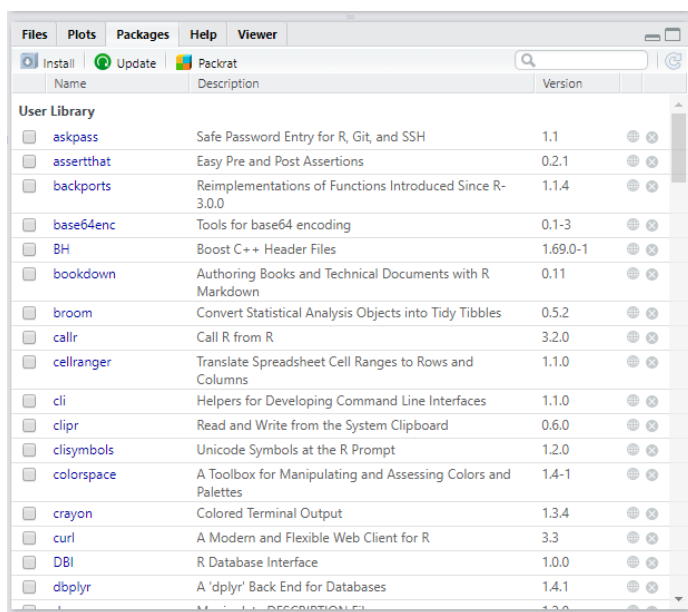 Files Plots Packages Help Viewer
Install Update Packrat
Name Description Version
User Library
askpass Safe Password Entry for R, Git, and SSH 1.1
assertthat Easy Pre and Post Assertions 0.2.1
backports Reimplementations of Functions Introduced Since R- 1.1.4
3.0.0
base64enc Tools for base64 encoding 0.1-3
BH Boost C++ Header Files 1.69.0-1
bookdown Authoring Books and Technical Documents with R 0.11
Markdown
broom Convert Statistical Analysis Objects into Tidy Tibbles 0.5.2
callr Call R from R 3.2.0
cellranger Translate Spreadsheet Cell Ranges to Rows and 1.1.0
Columns
cli Helpers for Developing Command Line Interfaces 1.1.0
clipr Read and Write from the System Clipboard 0.6.0
clisymbols Unicode Symbols at the R Prompt 1.2.0
colorspace A Toolbox for Manipulating and Assessing Colors and 1.4-1
Palettes
crayon Colored Terminal Output 1.3.4
curl A Modern and Flexible Web Client for R 3.3
DBI R Database Interface 1.0.0
dbplyr A 'dplyr' Back End for Databases 1.4.1